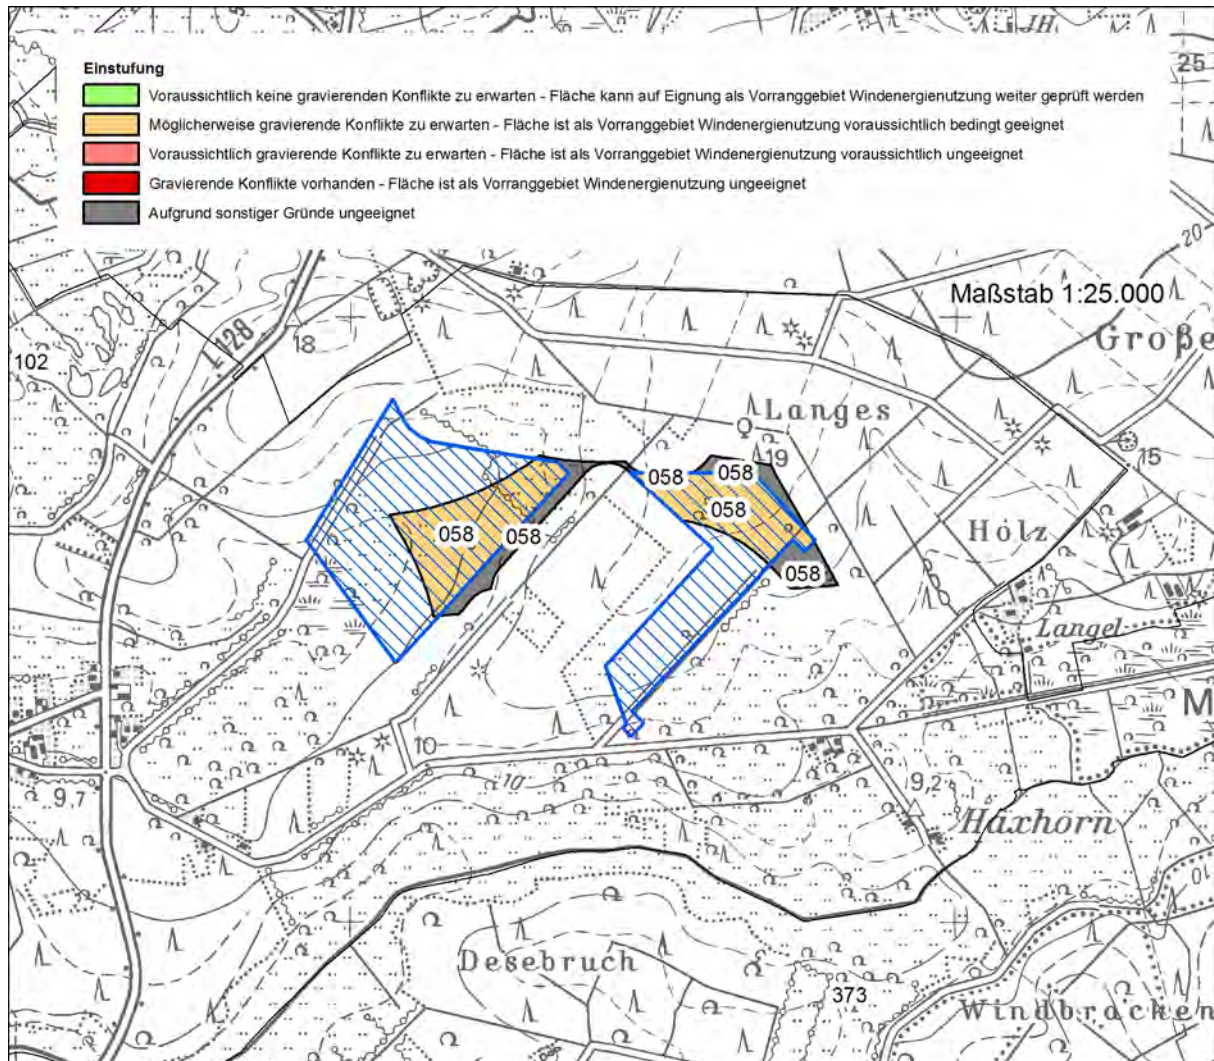 JH
25
Einstufung
Voraussichtlich keine gravierenden Konflikte zu erwarten - Fläche kann auf Eignung als Vorranggebiet Windenergienutzung weiter geprüft werden
Möglicherweise gravierende Konflikte zu erwarten - Fläche ist als Vorranggebiet Windenergienutzung voraussichtlich bedingt geeignet
Voraussichtlich gravierende Konflikte zu erwarten - Fläche ist als Vorranggebiet Windenergienutzung voraussichtlich ungeeignet
Gravierende Konflikte vorhanden - Fläche ist als Vorranggebiet Windenergienutzung ungeeignet
Aufgrund sonstiger Gründe ungeeignet
20
Maßstab 1:25.000
L 128
18
Große
102
Langes
19
15
058
058
058
058
058
058
Holz
Langel
M
10
10
9,7
9,2
Haxhorn
10
Desebruch
373
Windbracken